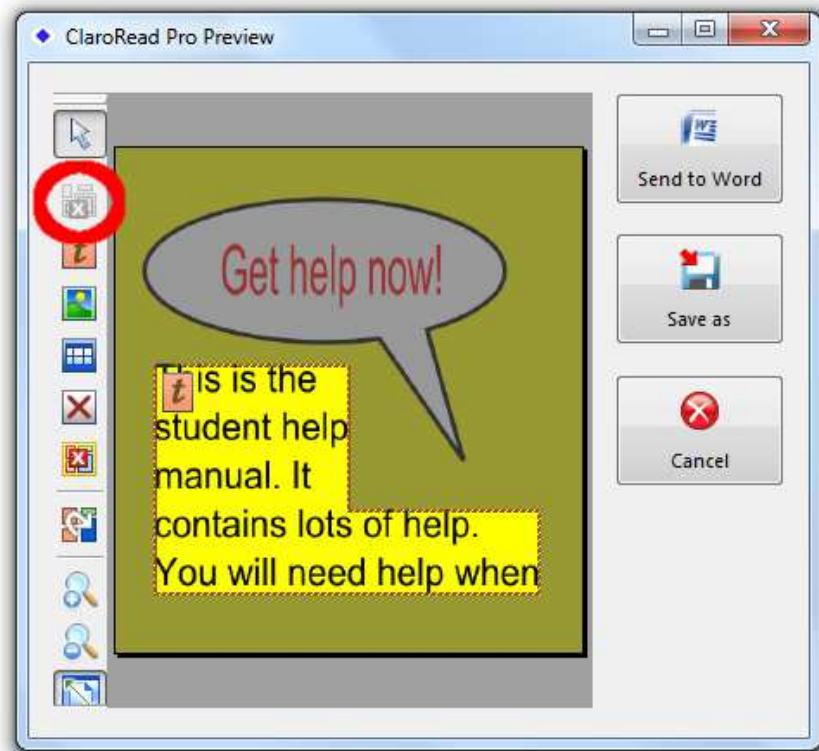 ClaroRead Pro Preview
Send to Word
Save as
Cancel
Get help now!
This is the
student help
manual. It
contains lots of help.
You will need help when